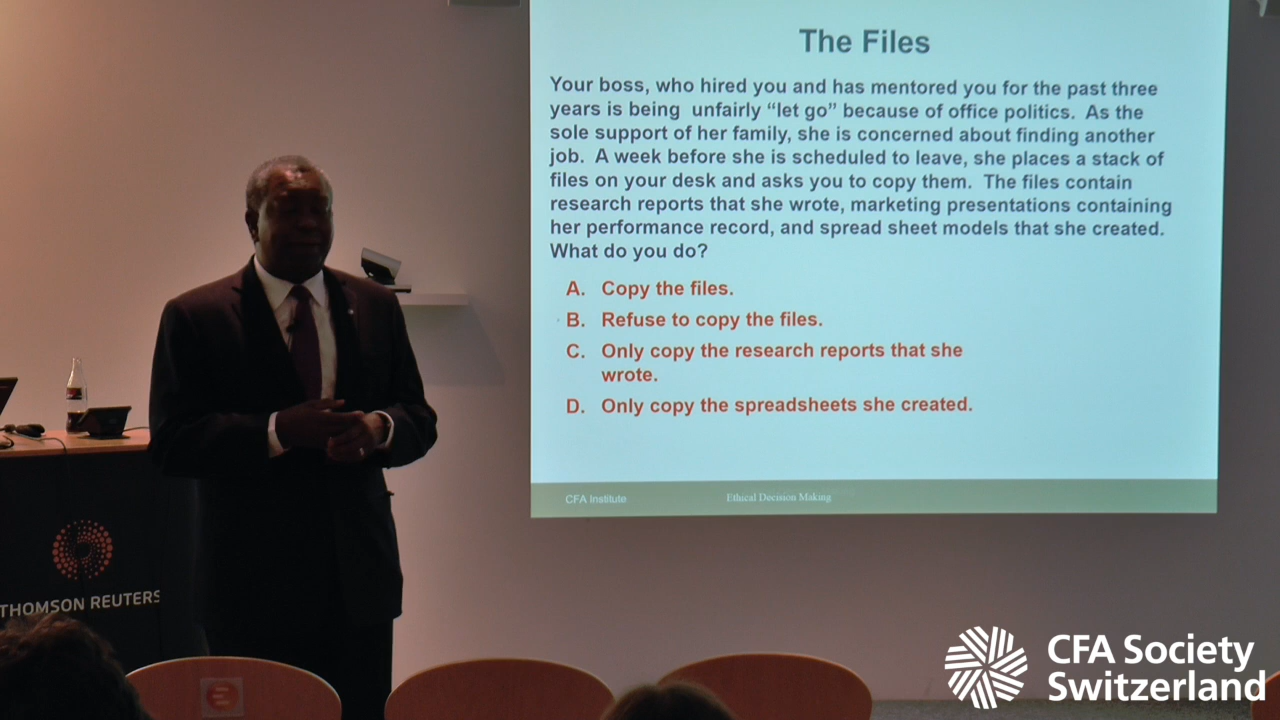 The Files
Your boss, who hired you and has mentored you for the past three
years is being unfairly “let go” because of office politics. As the
sole support of her family, she is concerned about finding another
job. A week before she is scheduled to leave, she places a stack of
files on your desk and asks you to copy them. The files contain
research reports that she wrote, marketing presentations containing
her performance record, and spread sheet models that she created.
What do you do?
A. Copy the files.
B. Refuse to copy the files.
C. Only copy the research reports that she
wrote.
D. Only copy the spreadsheets she created.
CFA Institute
Ethical Decision Making
THOMSON REUTERS
CFA Society
Switzerland